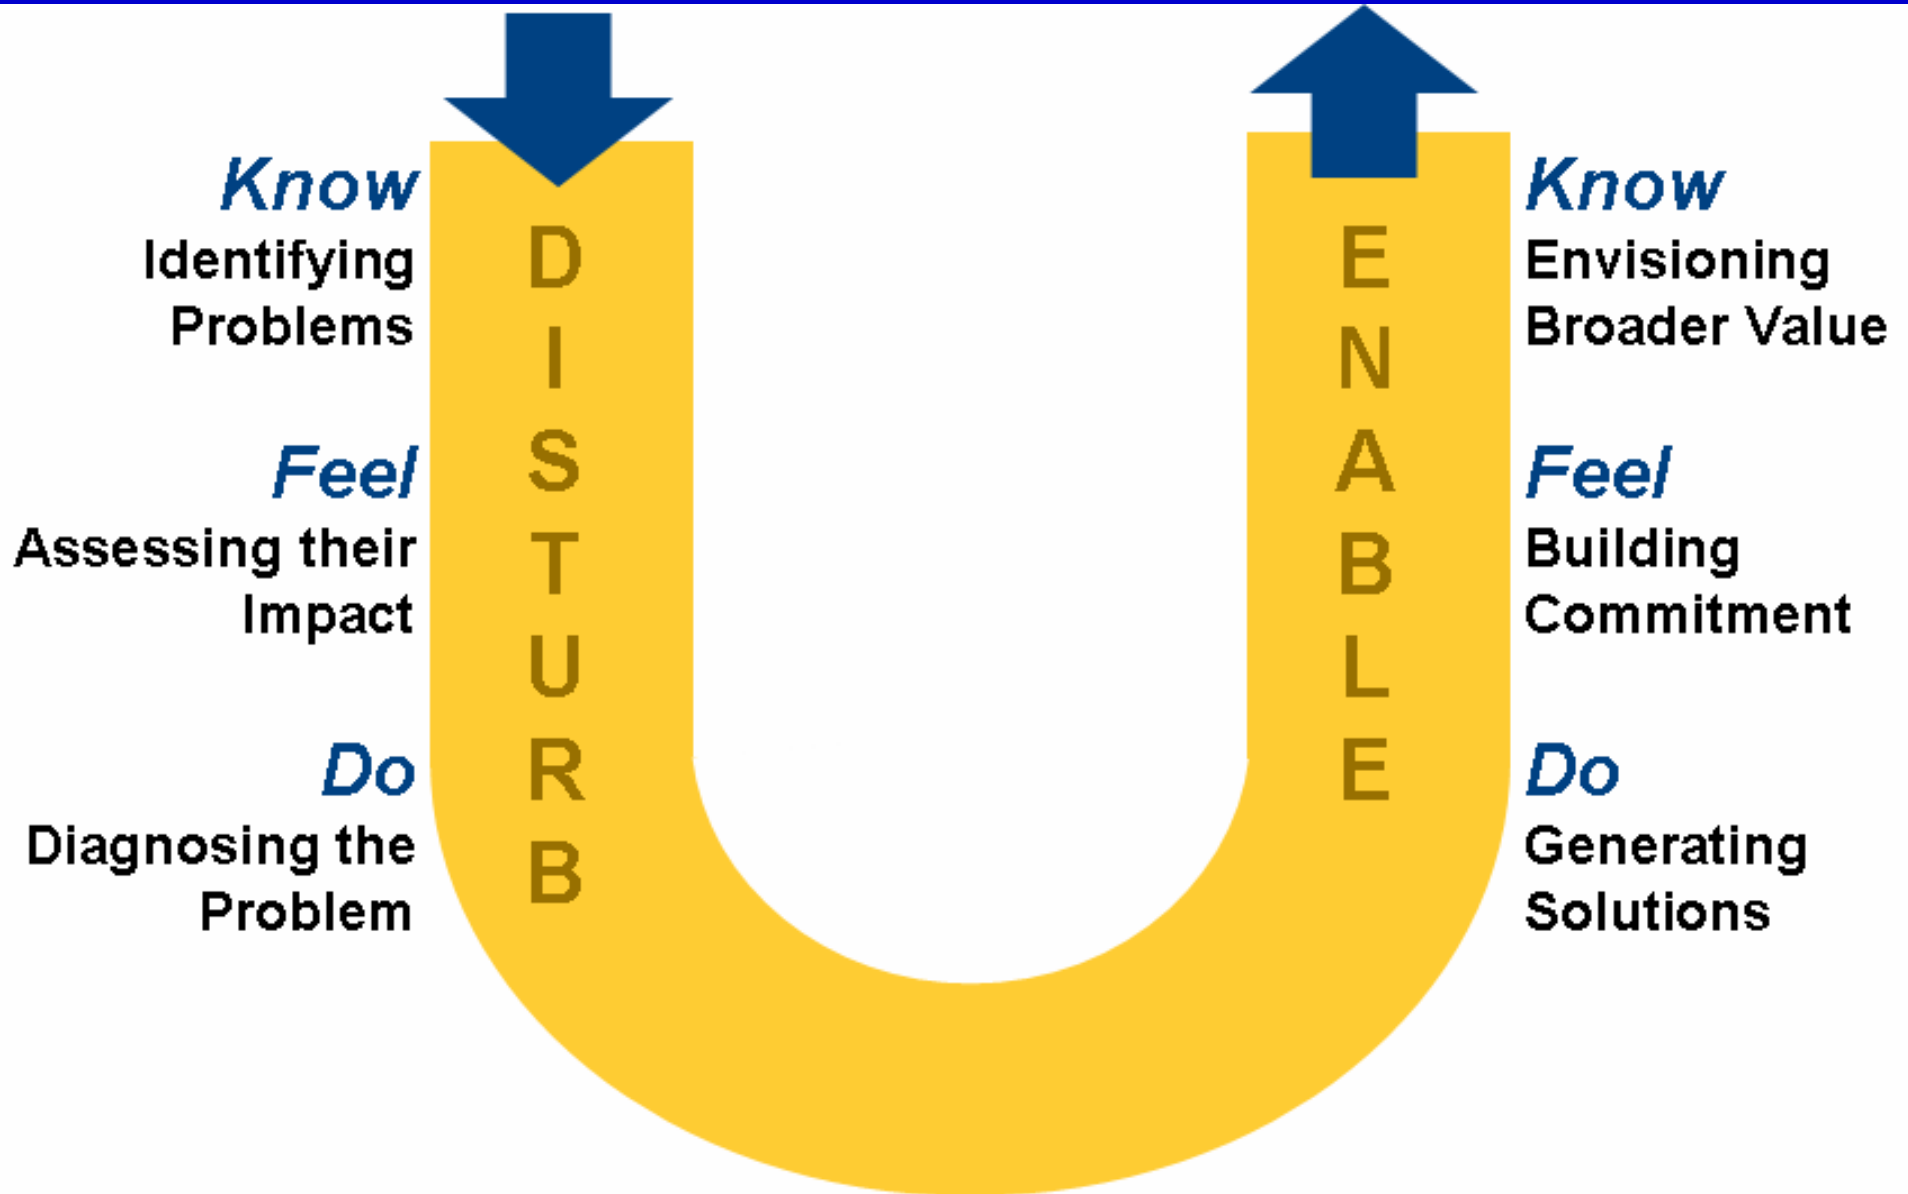 Know
Identifying
Problems
Feel
Assessing their
Impact
Do
Diagnosing the
Problem
D
I
S
T
U
R
B
E
N
A
B
L
E
Know
Envisioning
Broader Value
Feel
Building
Commitment
Do
Generating
Solutions